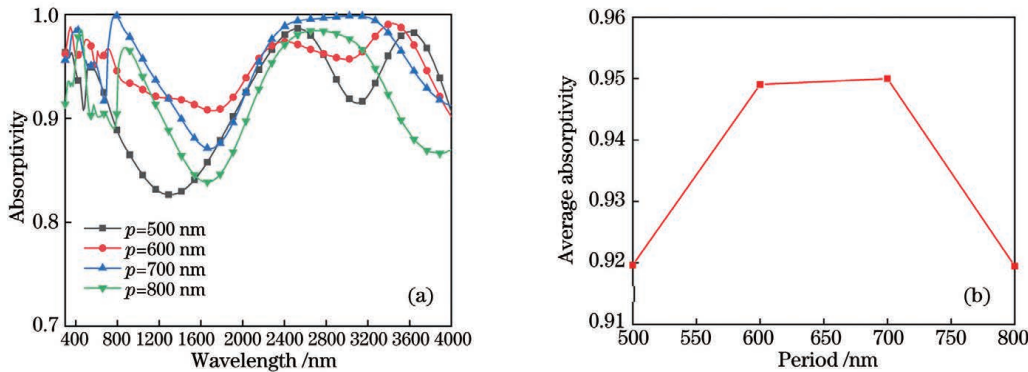 1.0
0.9
0.8
0.7
Absorptivity
p=500 nm
p=600 nm
p=700 nm
p=800 nm
(a)
400 800 1200 1600 2000 2400 2800 3200 3600 4000
Wavelength /nm
0.96
0.95
0.94
0.93
0.92
0.91
Average absorptivity
(b)
500 550 600 650 700 750 800
Period /nm